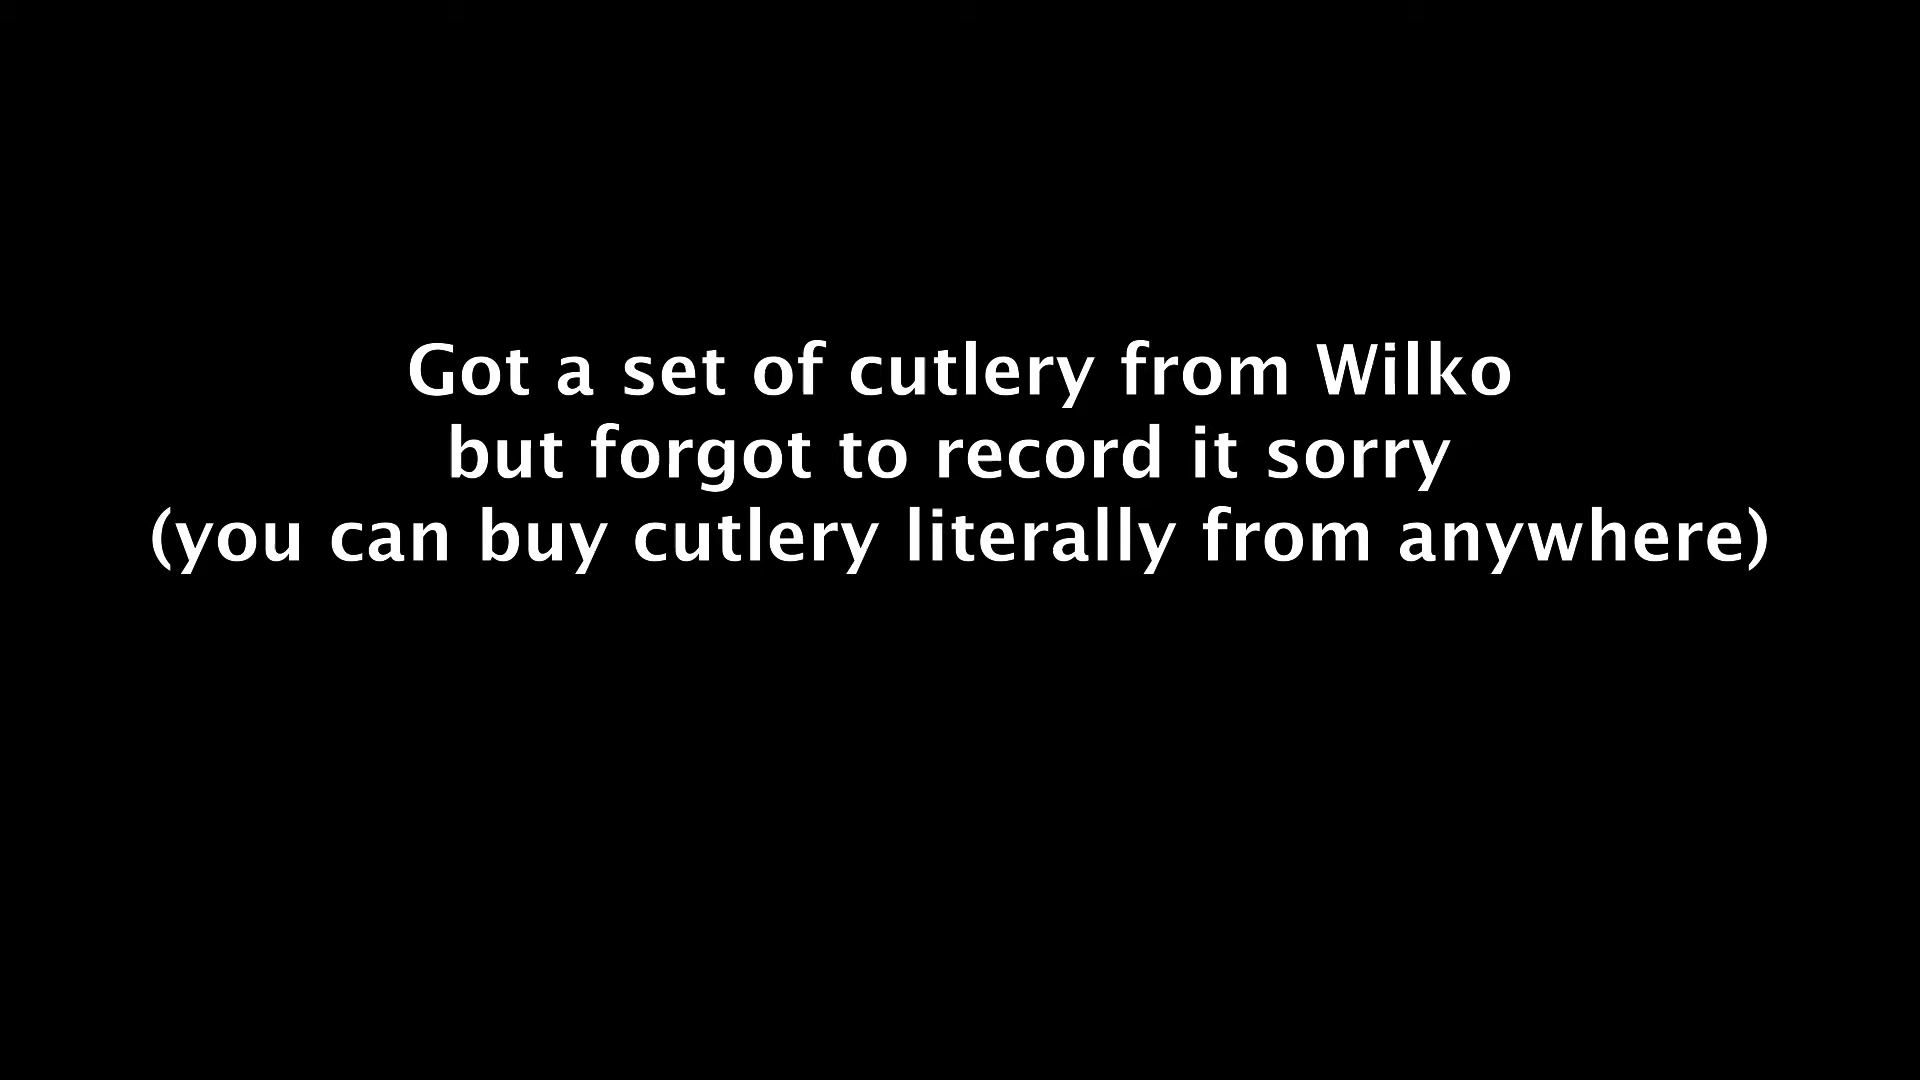 Got a set of cutlery from Wilko
but forgot to record it sorry
(you can buy cutlery literally from anywhere)